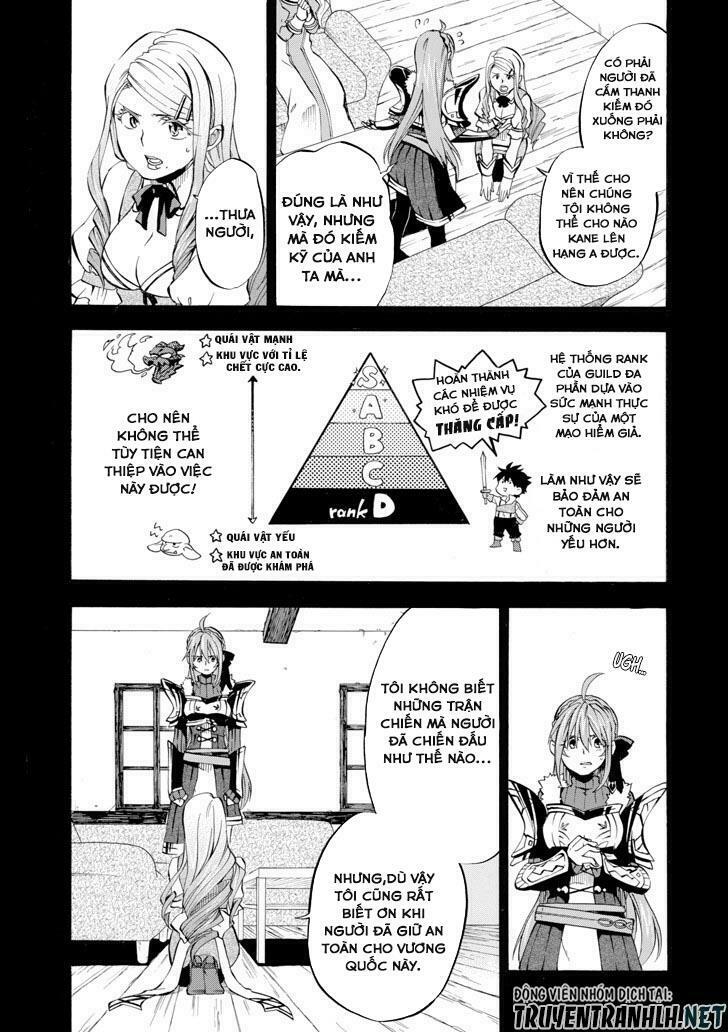 CÓ PHẢI
NGƯỜI ĐÃ
CẮM THANH
KIẾM ĐÓ
XUỐNG PHẢI
KHÔNG?
VÌ THẾ CHO
NÊN CHÚNG
TÔI KHÔNG
THỂ CHO NÀO
KANE LÊN
HẠNG A ĐƯỢC.
ĐÚNG LÀ NHƯ
VẬY, NHƯNG
MÀ ĐÓ KIẾM
KỸ CỦA ANH
TA MÀ...
...THƯA
NGƯỜI,
HỆ THỐNG RANK
CỦA GUILD ĐA
PHẦN DỰA VÀO
SỨC MẠNH THỰC
SỰ CỦA MỘT
MẠO HIỂM GIẢ.
LÀM NHƯ VẬY SẼ
BẢO ĐẢM AN
TOÀN CHO
NHỮNG NGƯỜI
YẾU HƠN.
HOÀN THÀNH
CÁC NHIỆM VỤ
KHÓ ĐỂ ĐƯỢC
THĂNG CẤP!
S
A
B
C
rank D
QUÁI VẬT MẠNH
KHU VỰC VỚI TỈ LỆ
CHẾT CỰC CAO.
QUÁI VẬT YẾU
KHU VỰC AN TOÀN
ĐÃ ĐƯỢC KHÁM PHÁ
CHO NÊN
KHÔNG THỂ
TÙY TIỆN CAN
THIỆP VÀO VIỆC
NÀY ĐƯỢC!
UGH...
TÔI KHÔNG BIẾT
NHỮNG TRẬN
CHIẾN MÀ NGƯỜI
ĐÃ CHIẾN ĐẤU
NHƯ THẾ NÀO...
NHƯNG,DÙ VẬY
TÔI CŨNG RẤT
BIẾT ƠN KHI
NGƯỜI ĐÃ GIỮ AN
TOÀN CHO VƯƠNG
QUỐC NÀY.
ĐỘNG VIÊN NHÓM DỊCH TẠI:
TRUYENTRANHLH.NET